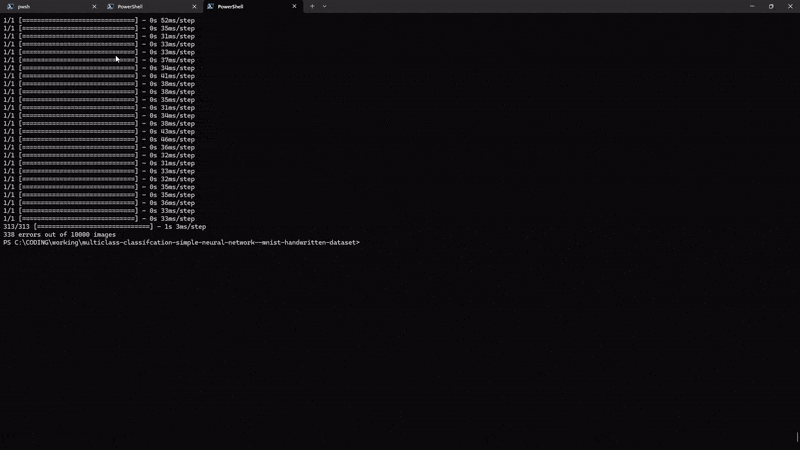 pwsh PowerShell PowerShell
1/1 [==============================] - 0s 52ms/step
1/1 [==============================] - 0s 35ms/step
1/1 [==============================] - 0s 31ms/step
1/1 [==============================] - 0s 33ms/step
1/1 [==============================] - 0s 33ms/step
1/1 [==============================] - 0s 37ms/step
1/1 [==============================] - 0s 34ms/step
1/1 [==============================] - 0s 41ms/step
1/1 [==============================] - 0s 38ms/step
1/1 [==============================] - 0s 38ms/step
1/1 [==============================] - 0s 35ms/step
1/1 [==============================] - 0s 31ms/step
1/1 [==============================] - 0s 34ms/step
1/1 [==============================] - 0s 38ms/step
1/1 [==============================] - 0s 43ms/step
1/1 [==============================] - 0s 46ms/step
1/1 [==============================] - 0s 36ms/step
1/1 [==============================] - 0s 32ms/step
1/1 [==============================] - 0s 31ms/step
1/1 [==============================] - 0s 33ms/step
1/1 [==============================] - 0s 32ms/step
1/1 [==============================] - 0s 35ms/step
1/1 [==============================] - 0s 35ms/step
1/1 [==============================] - 0s 36ms/step
1/1 [==============================] - 0s 33ms/step
1/1 [==============================] - 0s 33ms/step
313/313 [==============================] - 1s 3ms/step
338 errors out of 10000 images
PS C:\CODING\working\multiclass-classifcation-simple-neural-network--mnist-handwritten-dataset>